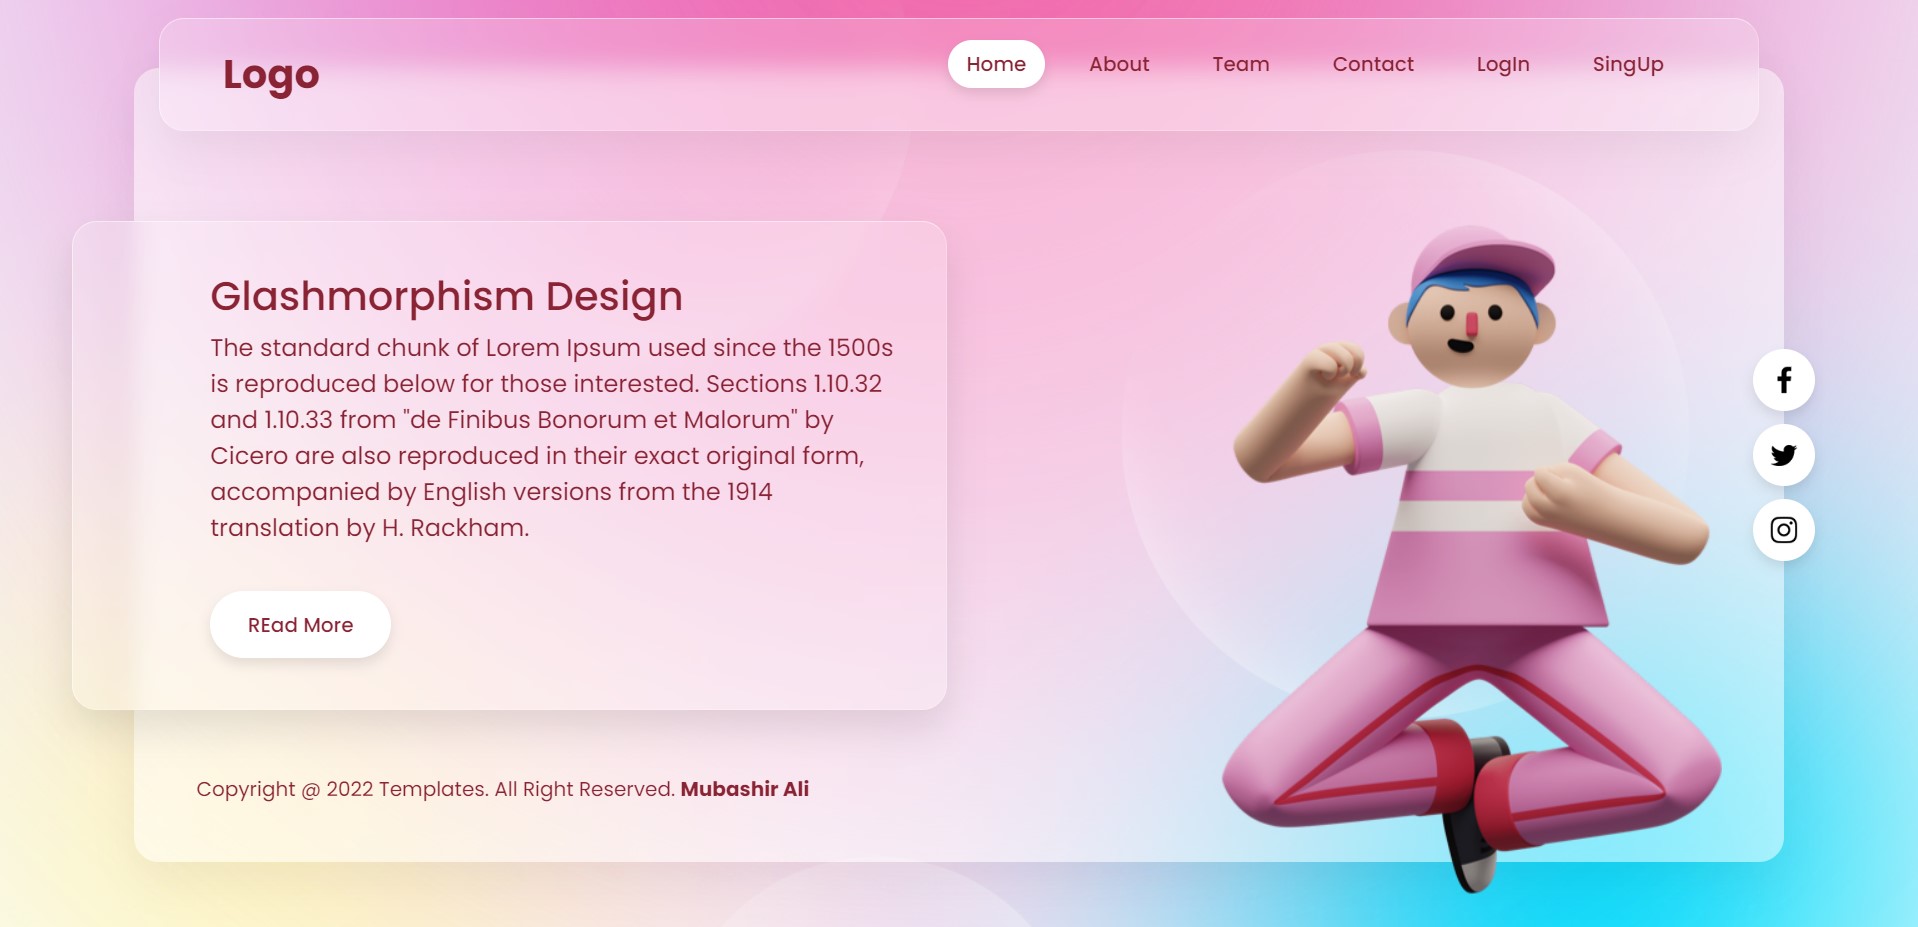 Logo
Home About Team Contact LogIn SingUp
Glashmorphism Design
The standard chunk of Lorem Ipsum used since the 1500s
is reproduced below for those interested. Sections 1.10.32
and 1.10.33 from "de Finibus Bonorum et Malorum" by
Cicero are also reproduced in their exact original form,
accompanied by English versions from the 1914
translation by H. Rackham.
REad More
Copyright @ 2022 Templates. All Right Reserved. Mubashir Ali